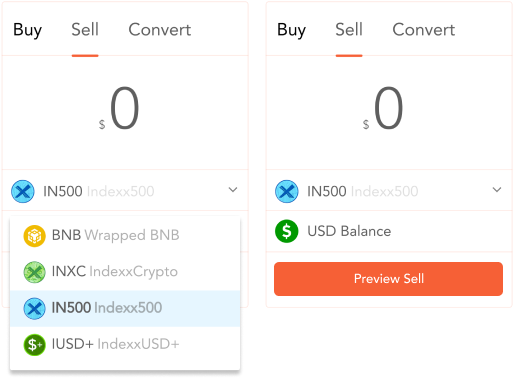 Buy Sell Convert
$0
IN500 Indexx500
BNB Wrapped BNB
INXC IndexxCrypto
IN500 Indexx500
$+ IUSD+ IndexxUSD+
Buy Sell Convert
$0
IN500 Indexx500
$ USD Balance
Preview Sell